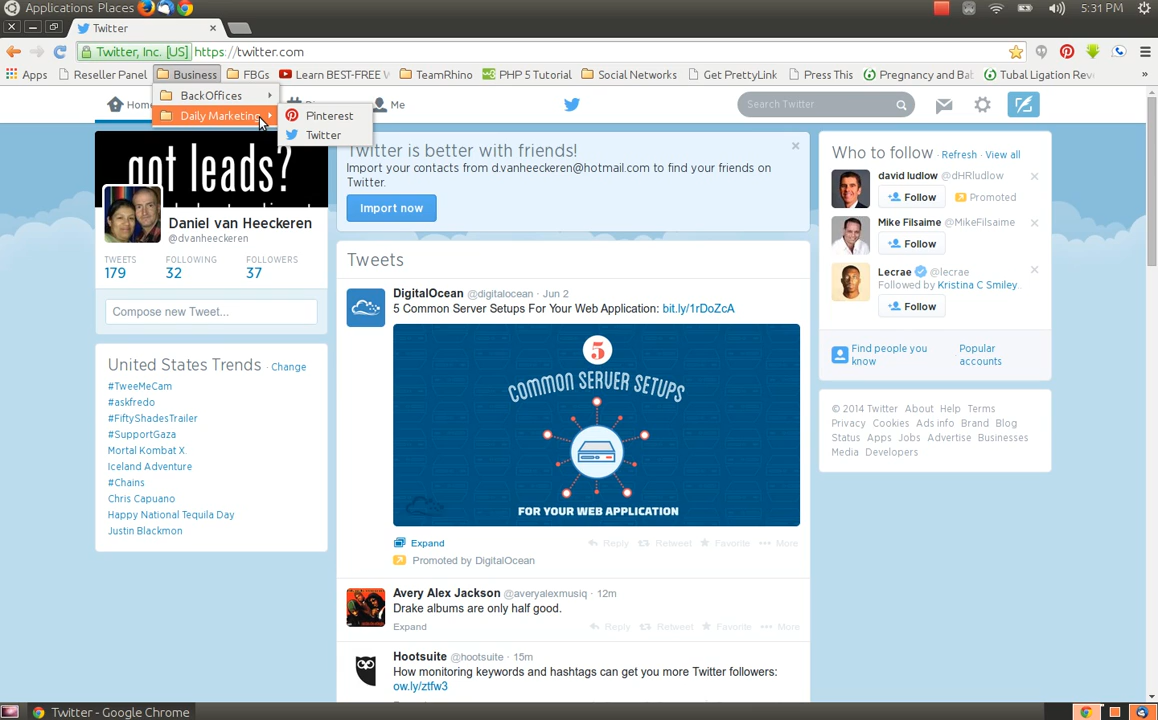 Applications Places
5:31 PM
Twitter
Twitter, Inc. [US] https://twitter.com
Apps Reseller Panel Business FBGs Learn BEST-FREE TeamRhino PHP 5 Tutorial Social Networks Get PrettyLink Press This Pregnancy and Bab Tubal Ligation Rev »
BackOffices
Daily Marketing
Pinterest
Twitter
Me
Search Twitter
got leads?
Daniel van Heeckeren
@dvanheeckeren
TWEETS FOLLOWING FOLLOWERS
179 32 37
Compose new Tweet...
United States Trends · Change
#TweeMeCam
#askfredo
#FiftyShadesTrailer
#SupportGaza
Mortal Kombat X
Iceland Adventure
#Chains
Chris Capuano
Happy National Tequila Day
Justin Blackmon
Twitter is better with friends!
Import your contacts from d.vanheeckeren@hotmail.com to find your friends on
Twitter.
Import now
Tweets
DigitalOcean @digitalocean · Jun 2
5 Common Server Setups For Your Web Application: bit.ly/1rDoZcA
5
COMMON SERVER SETUPS
FOR YOUR WEB APPLICATION
Expand Reply Retweet Favorite More
Promoted by DigitalOcean
Avery Alex Jackson @averyalexmusiq · 12m
Drake albums are only half good.
Expand Reply Retweet Favorite More
Hootsuite @hootsuite · 15m
How monitoring keywords and hashtags can get you more Twitter followers:
ow.ly/ztfw3
Who to follow · Refresh · View all
david ludlow @dHRludlow
Follow Promoted
Mike Filsaime @MikeFilsaime
Follow
Lecrae @lecrae
Followed by Kristina C Smiley.
Follow
Find people you know
Popular accounts
© 2014 Twitter About Help Terms
Privacy Cookies Ads info Brand Blog
Status Apps Jobs Advertise Businesses
Media Developers
Twitter - Google Chrome